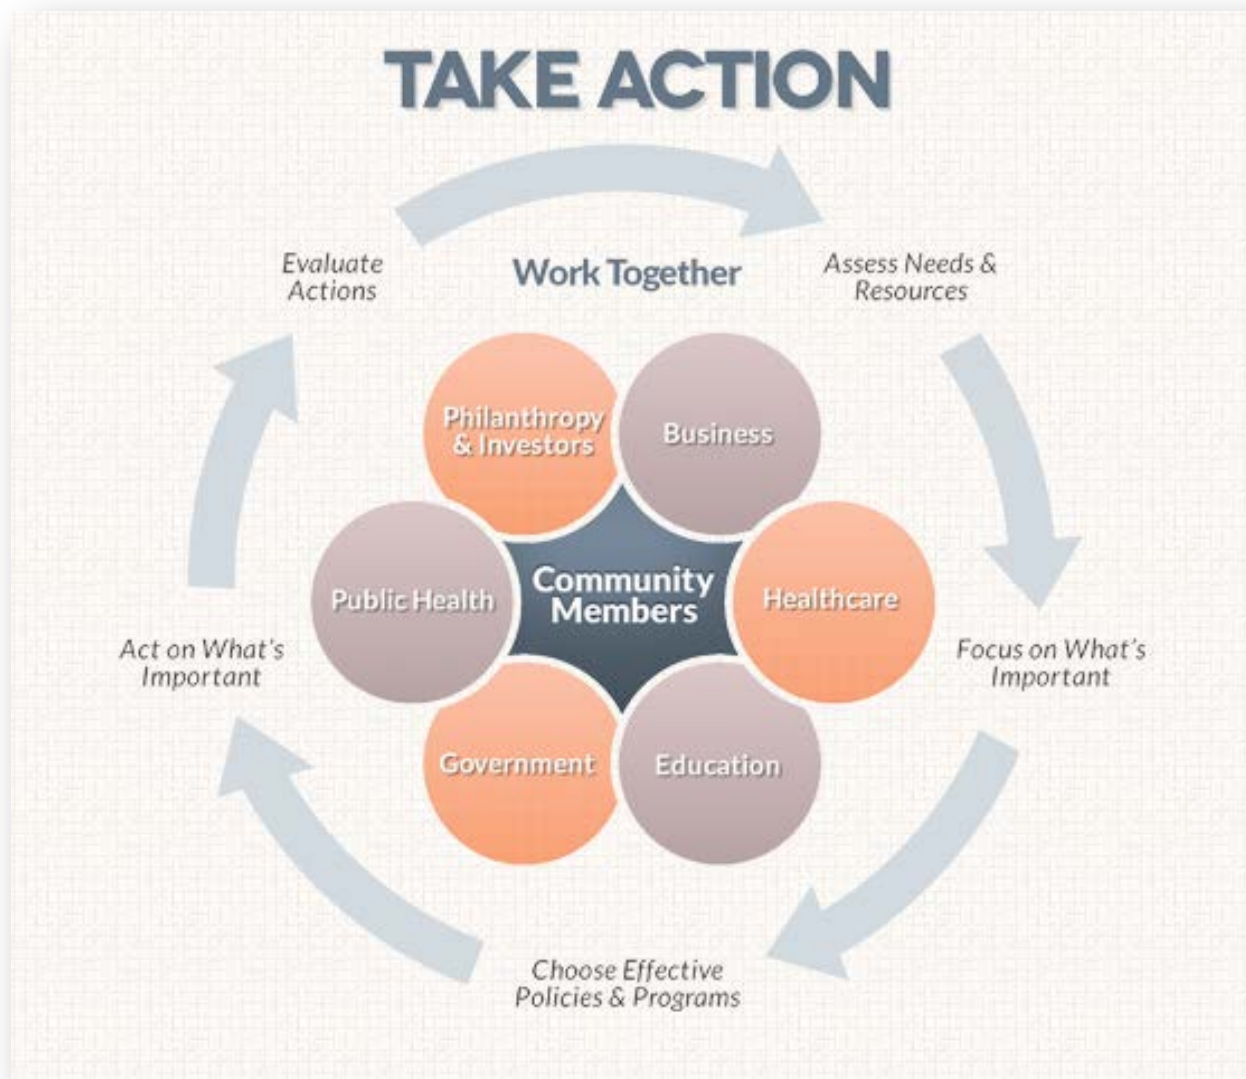 TAKE ACTION
Evaluate
Actions
Work Together
Assess Needs &
Resources
Philanthropy
& Investors
Business
Public Health
Community
Members
Healthcare
Act on What's
Important
Focus on What's
Important
Government
Education
Choose Effective
Policies & Programs